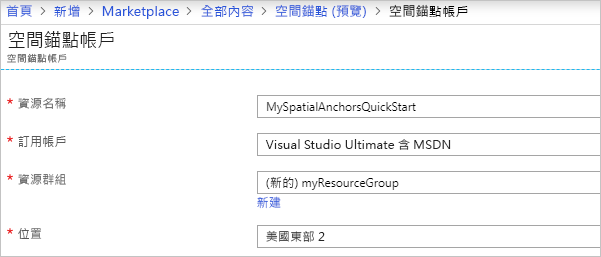 首頁 > 新增 > Marketplace > 全部內容 > 空間錨點 (預覽) > 空間錨點帳戶
空間錨點帳戶
空間錨點帳戶
* 資源名稱 MySpatialAnchorsQuickStart
* 訂用帳戶 Visual Studio Ultimate 含 MSDN
* 資源群組 (新的) myResourceGroup
新建
* 位置 美國東部 2